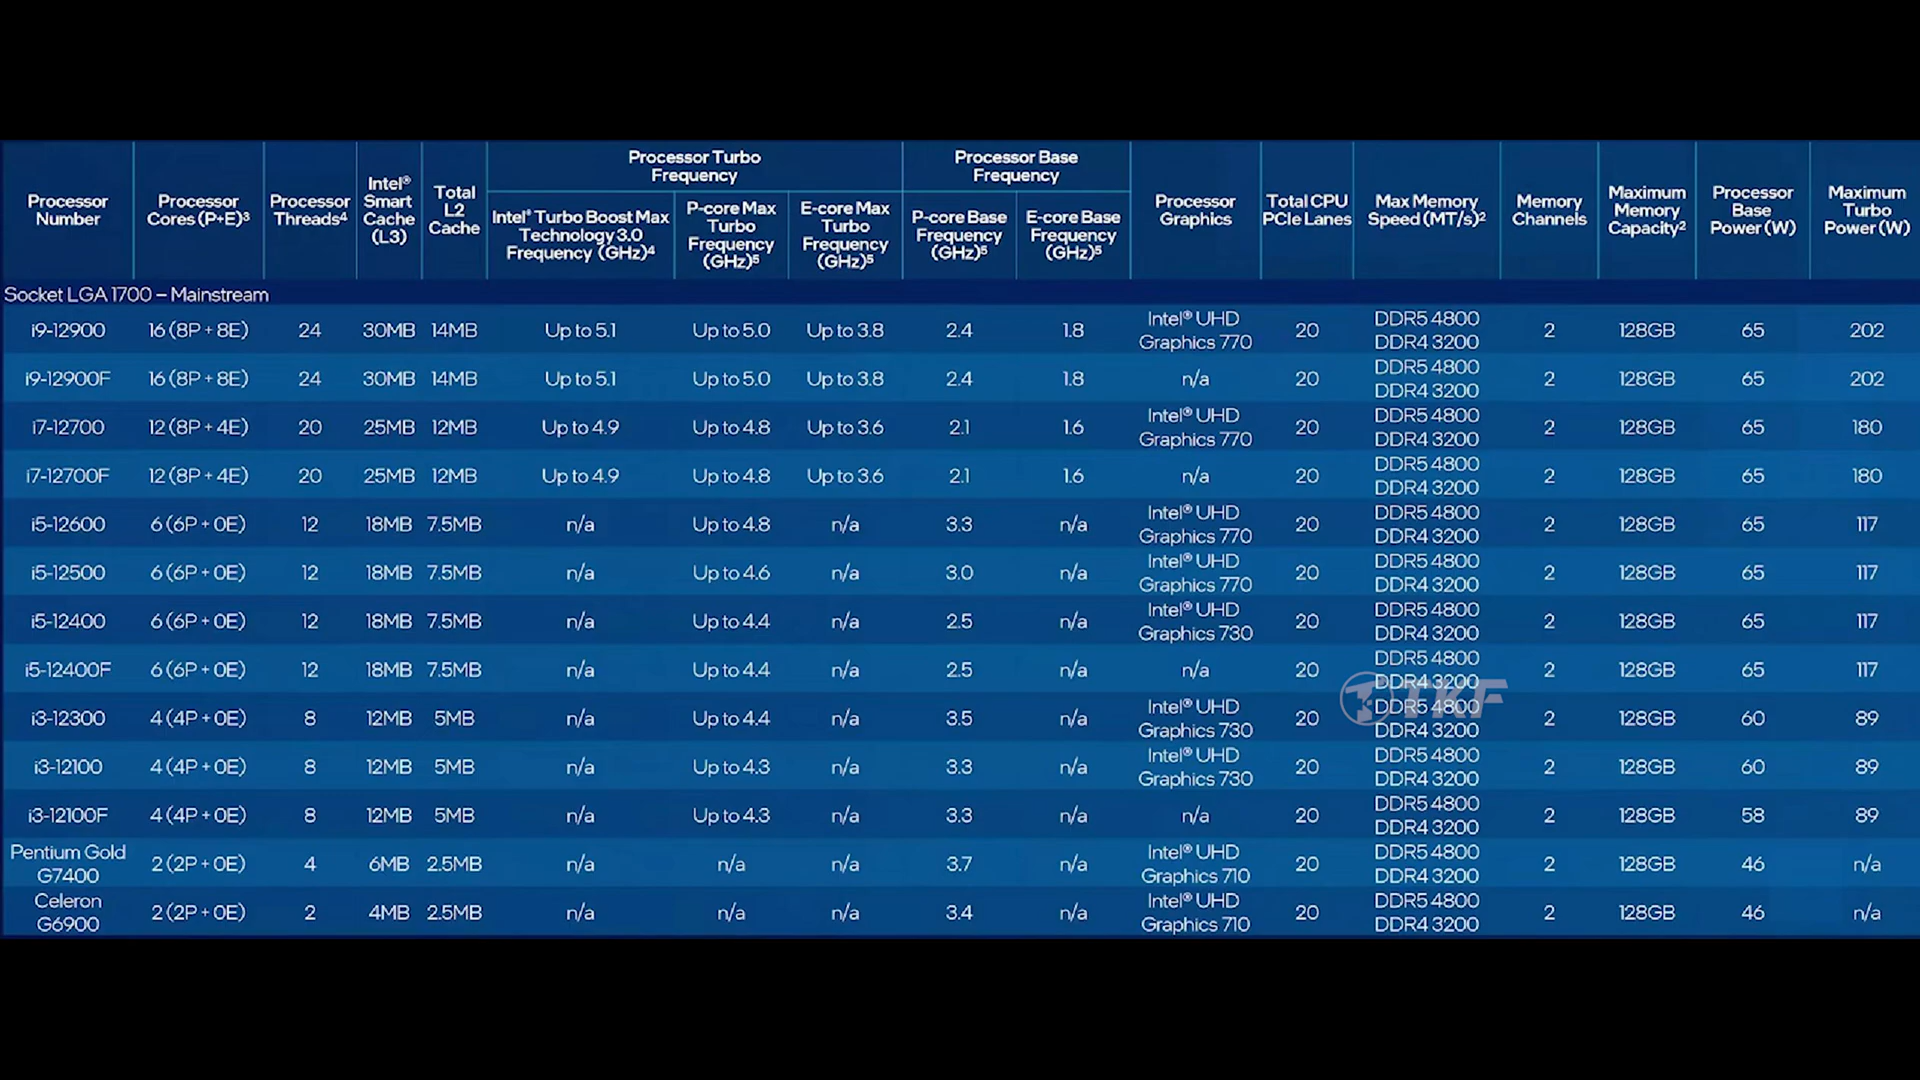 Processor Number
Processor Cores (P+E)³
Processor Threads⁴
Intel® Smart Cache (L3)
Total L2 Cache
Processor Turbo Frequency
Intel® Turbo Boost Max Technology 3.0 Frequency (GHz)⁴
P-core Max Turbo Frequency (GHz)⁵
E-core Max Turbo Frequency (GHz)⁵
Processor Base Frequency
P-core Base Frequency (GHz)⁵
E-core Base Frequency (GHz)⁵
Processor Graphics
Total CPU PCIe Lanes
Max Memory Speed (MT/s)²
Memory Channels
Maximum Memory Capacity²
Processor Base Power (W)
Maximum Turbo Power (W)
Socket LGA 1700 – Mainstream
i9-12900 16 (8P + 8E) 24 30MB 14MB Up to 5.1 Up to 5.0 Up to 3.8 2.4 1.8 Intel® UHD Graphics 770 20 DDR5 4800 DDR4 3200 2 128GB 65 202
i9-12900F 16 (8P + 8E) 24 30MB 14MB Up to 5.1 Up to 5.0 Up to 3.8 2.4 1.8 n/a 20 DDR5 4800 DDR4 3200 2 128GB 65 202
i7-12700 12 (8P + 4E) 20 25MB 12MB Up to 4.9 Up to 4.8 Up to 3.6 2.1 1.6 Intel® UHD Graphics 770 20 DDR5 4800 DDR4 3200 2 128GB 65 180
i7-12700F 12 (8P + 4E) 20 25MB 12MB Up to 4.9 Up to 4.8 Up to 3.6 2.1 1.6 n/a 20 DDR5 4800 DDR4 3200 2 128GB 65 180
i5-12600 6 (6P + 0E) 12 18MB 7.5MB n/a Up to 4.8 n/a 3.3 n/a Intel® UHD Graphics 770 20 DDR5 4800 DDR4 3200 2 128GB 65 117
i5-12500 6 (6P + 0E) 12 18MB 7.5MB n/a Up to 4.6 n/a 3.0 n/a Intel® UHD Graphics 770 20 DDR5 4800 DDR4 3200 2 128GB 65 117
i5-12400 6 (6P + 0E) 12 18MB 7.5MB n/a Up to 4.4 n/a 2.5 n/a Intel® UHD Graphics 730 20 DDR5 4800 DDR4 3200 2 128GB 65 117
i5-12400F 6 (6P + 0E) 12 18MB 7.5MB n/a Up to 4.4 n/a 2.5 n/a n/a 20 DDR5 4800 DDR4 3200 2 128GB 65 117
TKF
i3-12300 4 (4P + 0E) 8 12MB 5MB n/a Up to 4.4 n/a 3.5 n/a Intel® UHD Graphics 730 20 DDR5 4800 DDR4 3200 2 128GB 60 89
i3-12100 4 (4P + 0E) 8 12MB 5MB n/a Up to 4.3 n/a 3.3 n/a Intel® UHD Graphics 730 20 DDR5 4800 DDR4 3200 2 128GB 60 89
i3-12100F 4 (4P + 0E) 8 12MB 5MB n/a Up to 4.3 n/a 3.3 n/a n/a 20 DDR5 4800 DDR4 3200 2 128GB 58 89
Pentium Gold G7400 2 (2P + 0E) 4 6MB 2.5MB n/a n/a n/a 3.7 n/a Intel® UHD Graphics 710 20 DDR5 4800 DDR4 3200 2 128GB 46 n/a
Celeron G6900 2 (2P + 0E) 2 4MB 2.5MB n/a n/a n/a 3.4 n/a Intel® UHD Graphics 710 20 DDR5 4800 DDR4 3200 2 128GB 46 n/a